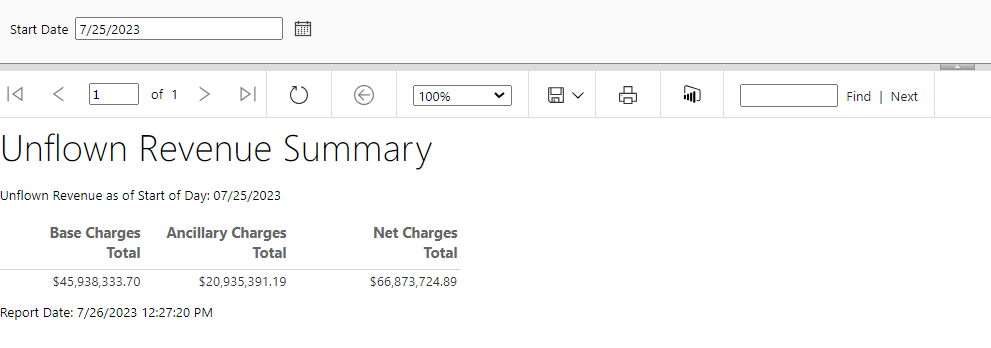 Start Date 7/25/2023
1 of 1 100% Find | Next
Unflown Revenue Summary
Unflown Revenue as of Start of Day: 07/25/2023
Base Charges Ancillary Charges Net Charges
Total Total Total
$45,938,333.70 $20,935,391.19 $66,873,724.89
Report Date: 7/26/2023 12:27:20 PM